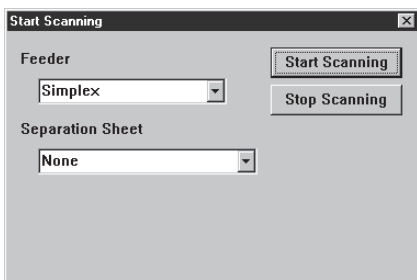 Start Scanning
Feeder
Simplex
Start Scanning
Stop Scanning
Separation Sheet
None